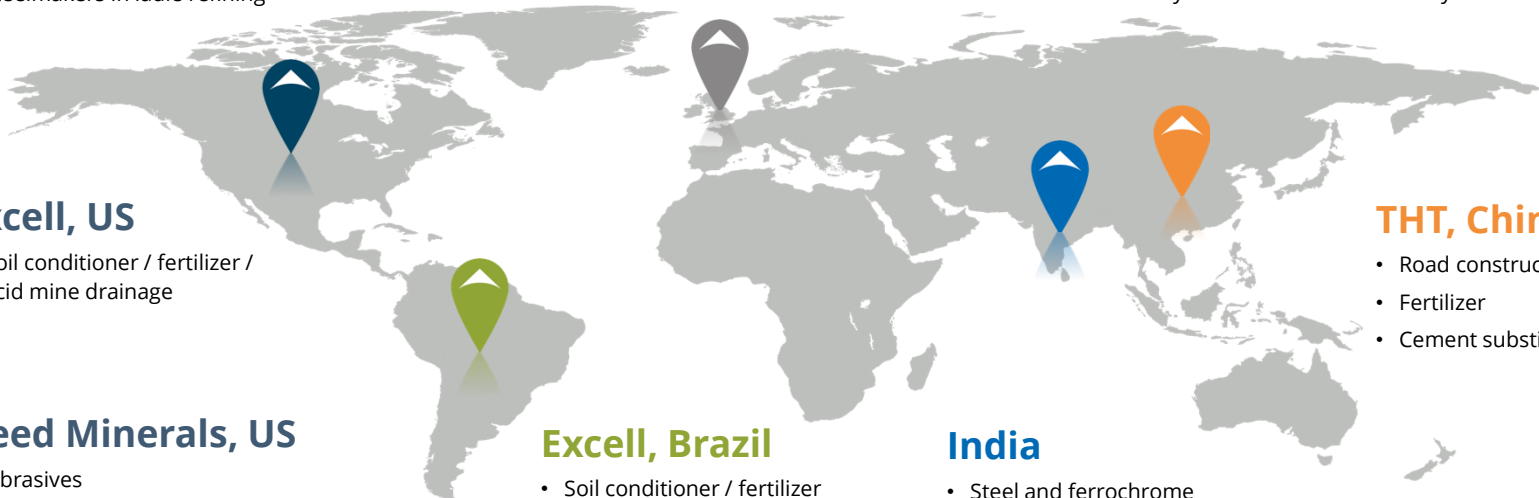 xcell, US
oil conditioner / fertilizer /
cid mine drainage
THT, Chin
• Road construc
• Fertilizer
• Cement substi
eed Minerals, US
brasives
Excell, Brazil
• Soil conditioner / fertilizer
India
• Steel and ferrochrome